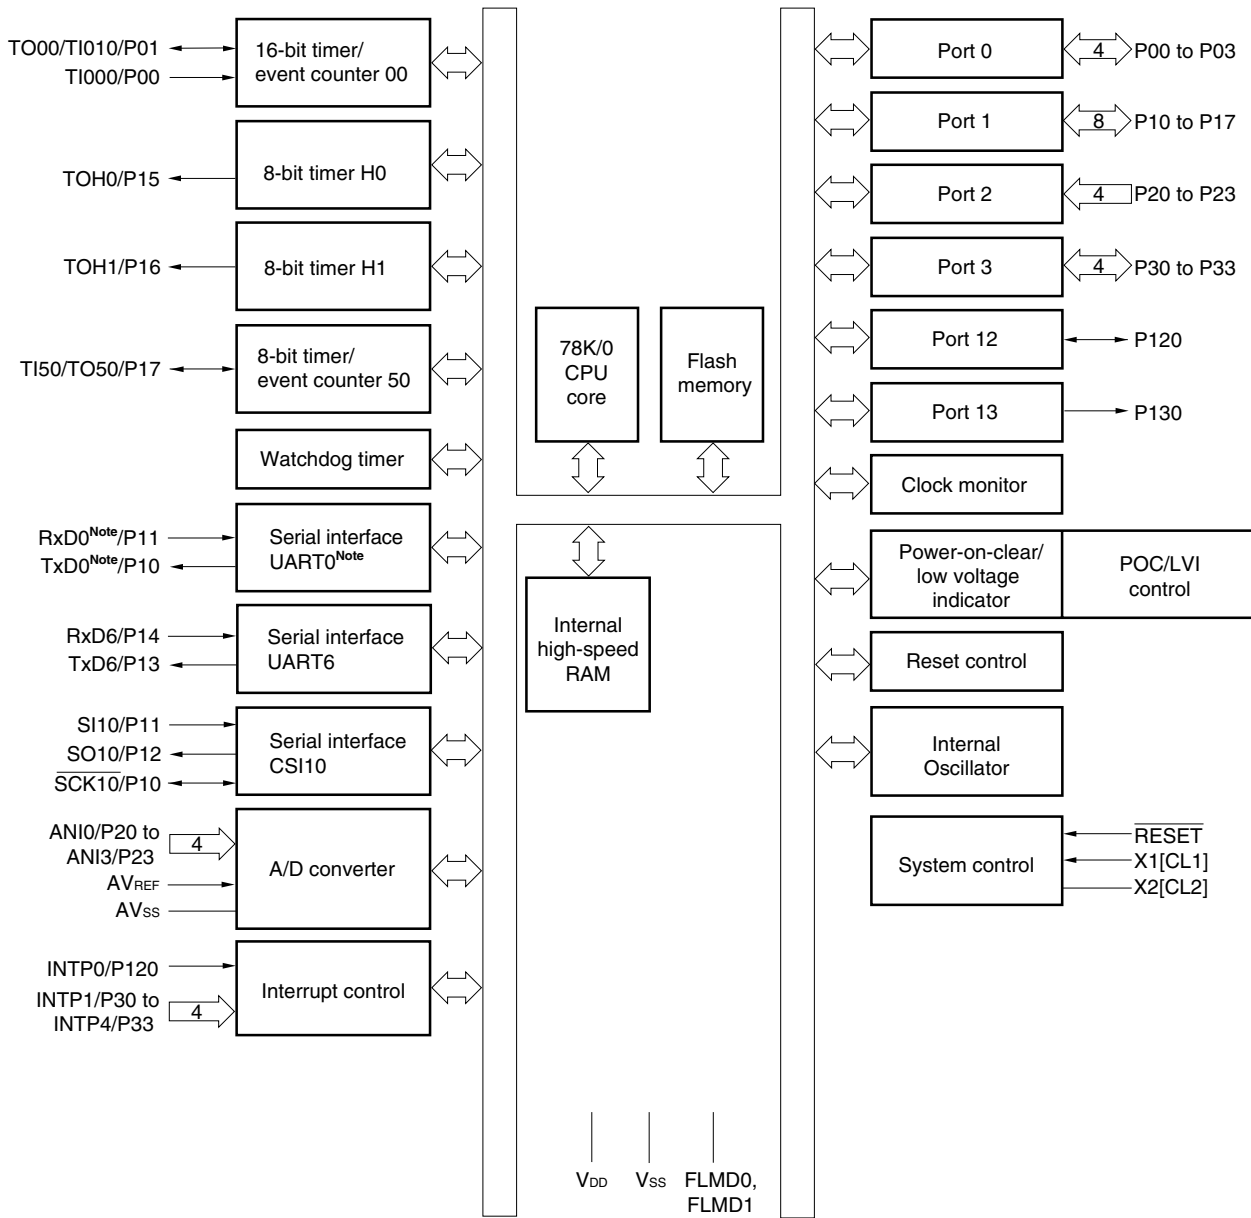 TO00/TI010/P01
TI000/P00
16-bit timer/
event counter 00
TOH0/P15
8-bit timer H0
TOH1/P16
8-bit timer H1
TI50/TO50/P17
8-bit timer/
event counter 50
Watchdog timer
RxD0Note/P11
TxD0Note/P10
Serial interface
UART0Note
RxD6/P14
TxD6/P13
Serial interface
UART6
SI10/P11
SO10/P12
SCK10/P10
Serial interface
CSI10
ANI0/P20 to
ANI3/P23
4
AVREF
AVSS
A/D converter
INTP0/P120
INTP1/P30 to
INTP4/P33
4
Interrupt control
78K/0
CPU
core
Flash
memory
Internal
high-speed
RAM
VDD
VSS
FLMD0,
FLMD1
Port 0
4
P00 to P03
Port 1
8
P10 to P17
Port 2
4
P20 to P23
Port 3
4
P30 to P33
Port 12
P120
Port 13
P130
Clock monitor
Power-on-clear/
low voltage
indicator
POC/LVI
control
Reset control
Internal
Oscillator
System control
RESET
X1[CL1]
X2[CL2]